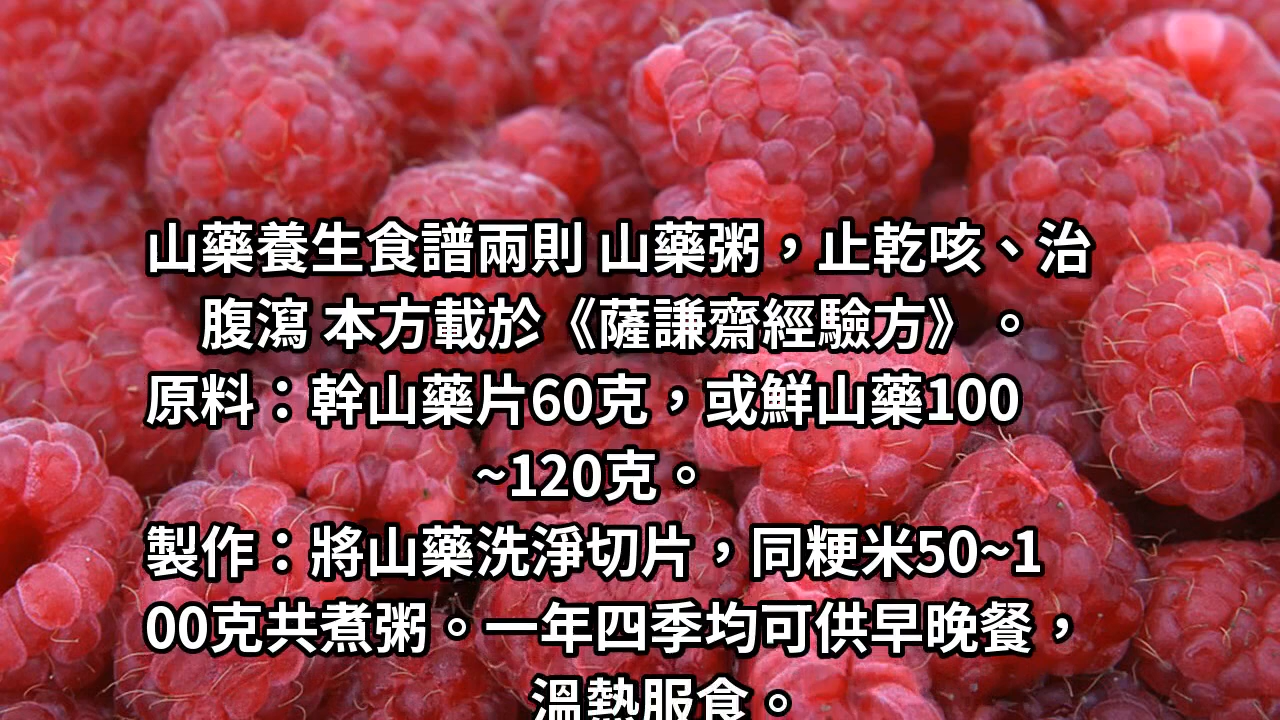 山藥養生食譜兩則 山藥粥，止乾咳、治
腹瀉 本方載於《薩謙齋經驗方》。
原料：幹山藥片60克，或鮮山藥100
~120克。
製作：將山藥洗淨切片，同粳米50~1
00克共煮粥。一年四季均可供早晚餐，
溫熱服食。